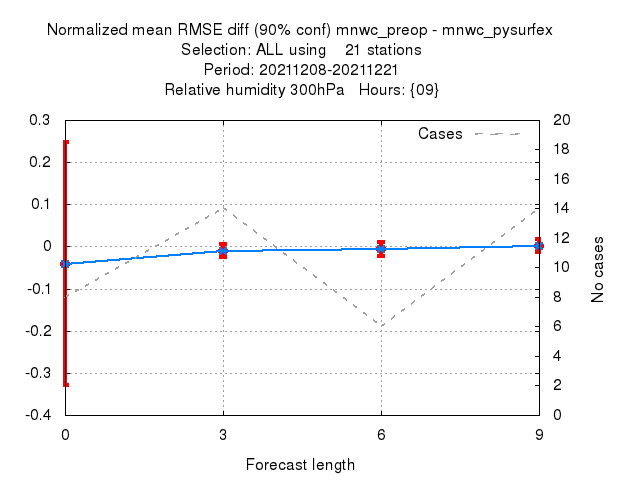 Normalized mean RMSE diff (90% conf) mnwc_preop - mnwc_pysurfex
Selection: ALL using    21 stations
Period: 20211208-20211221
Relative humidity 300hPa   Hours: {09}
Cases
0.3
0.2
0.1
0
-0.1
-0.2
-0.3
-0.4
20
18
16
14
12
10
8
6
4
2
0
No cases
0 3 6 9
Forecast length